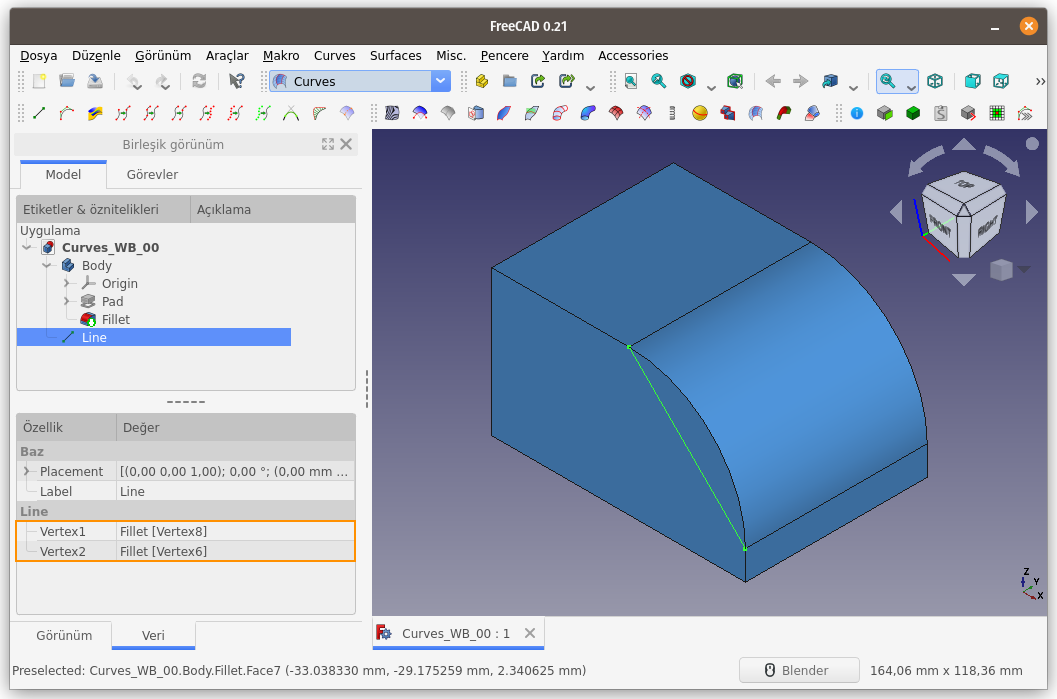 FreeCAD 0.21
Dosya Düzenle Görünüm Araçlar Makro Curves Surfaces Misc. Pencere Yardım Accessories
Curves
Birleşik görünüm
Model Görevler
Etiketler & öznitelikleri Açıklama
Uygulama
Curves_WB_00
Body
Origin
Pad
Fillet
Line
Özellik Değer
Baz
Placement [(0,00 0,00 1,00); 0,00 °; (0,00 mm ...
Label Line
Line
Vertex1 Fillet [Vertex8]
Vertex2 Fillet [Vertex6]
Görünüm Veri
TOP
FRONT RIGHT
Z
Y
X
Curves_WB_00 : 1
Preselected: Curves_WB_00.Body.Fillet.Face7 (-33.038330 mm, -29.175259 mm, 2.340625 mm)
Blender
164,06 mm x 118,36 mm